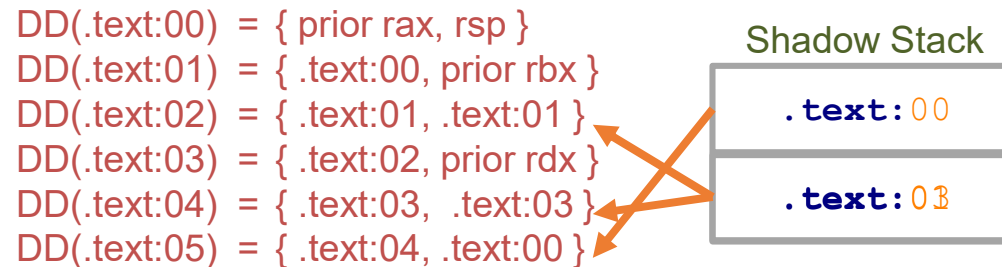 DD(.text:00) = { prior rax, rsp }
DD(.text:01) = { .text:00, prior rbx }
DD(.text:02) = { .text:01, .text:01 }
DD(.text:03) = { .text:02, prior rdx }
DD(.text:04) = { .text:03, .text:03 }
DD(.text:05) = { .text:04, .text:00 }
Shadow Stack
.text:00
.text:0